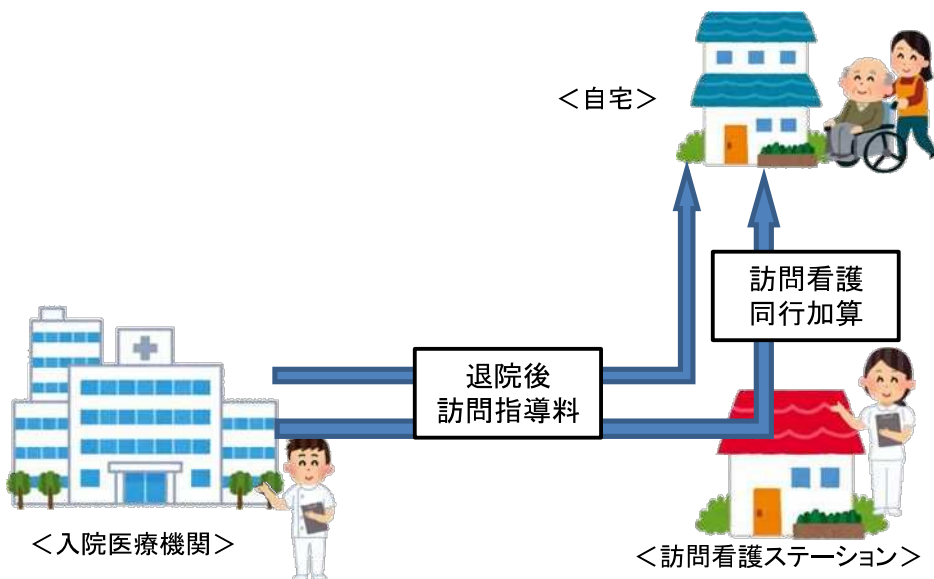 ＜自宅＞
訪問看護
同行加算
退院後
訪問指導料
＜入院医療機関＞
＜訪問看護ステーション＞